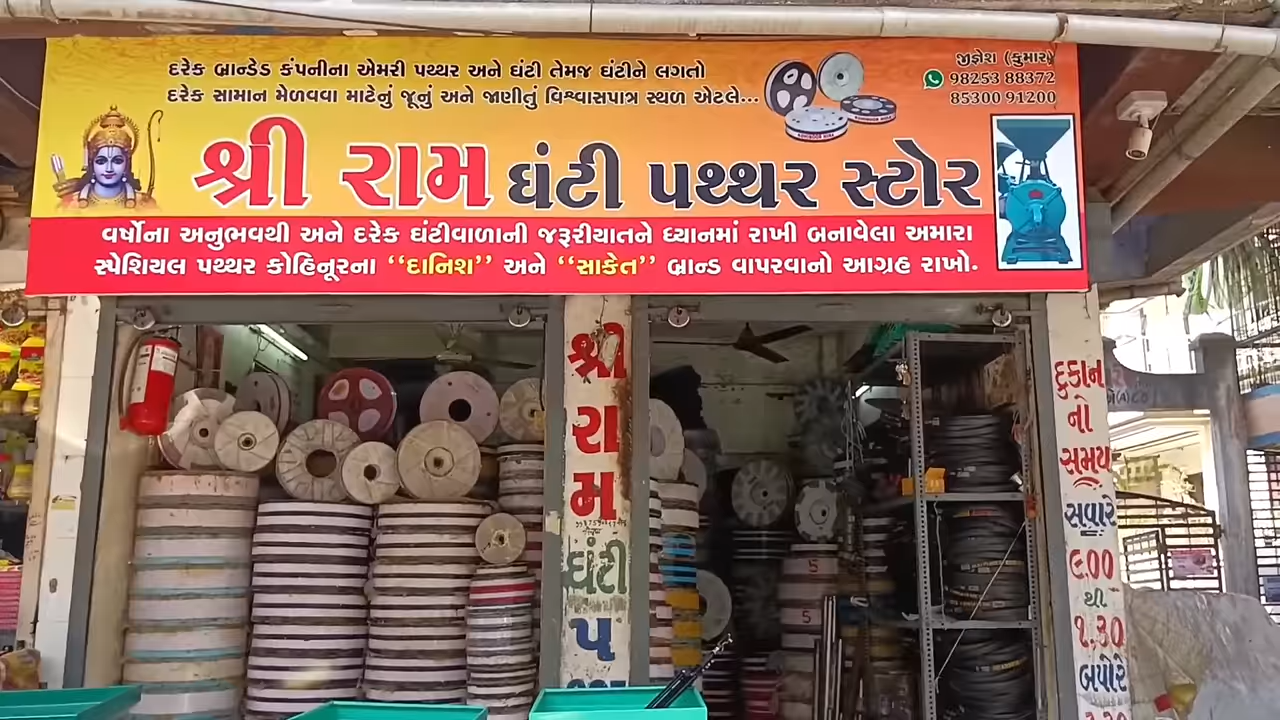 દરેક બ્રાન્ડેડ કંપનીના એમરી પથ્થર અને ઘંટી તેમજ ઘંટીને લગતો
દરેક સામાન મેળવવા માટેનું જૂનું અને જાણીતું વિશ્વાસપાત્ર સ્થળ એટલે...
જીજ્ઞેશ (કુમાર)
98253 88372
85300 91200
શ્રી રામ ઘંટી પથ્થર સ્ટોર
વર્ષોના અનુભવથી અને દરેક ઘંટીવાળાની જરૂરીયાતને ધ્યાનમાં રાખી બનાવેલા અમારા
સ્પેશિયલ પથ્થર કોહિનૂરના ‘‘દાનિશ’’ અને ‘‘સાકેત’’ બ્રાન્ડ વાપરવાનો આગ્રહ રાખો.
શ્રી
રા
મ
ઘંટી
પ
દુકાન
નો
સમય
સવારે
૯.૦૦
થી
૧.૩૦
બપોરે
5
5